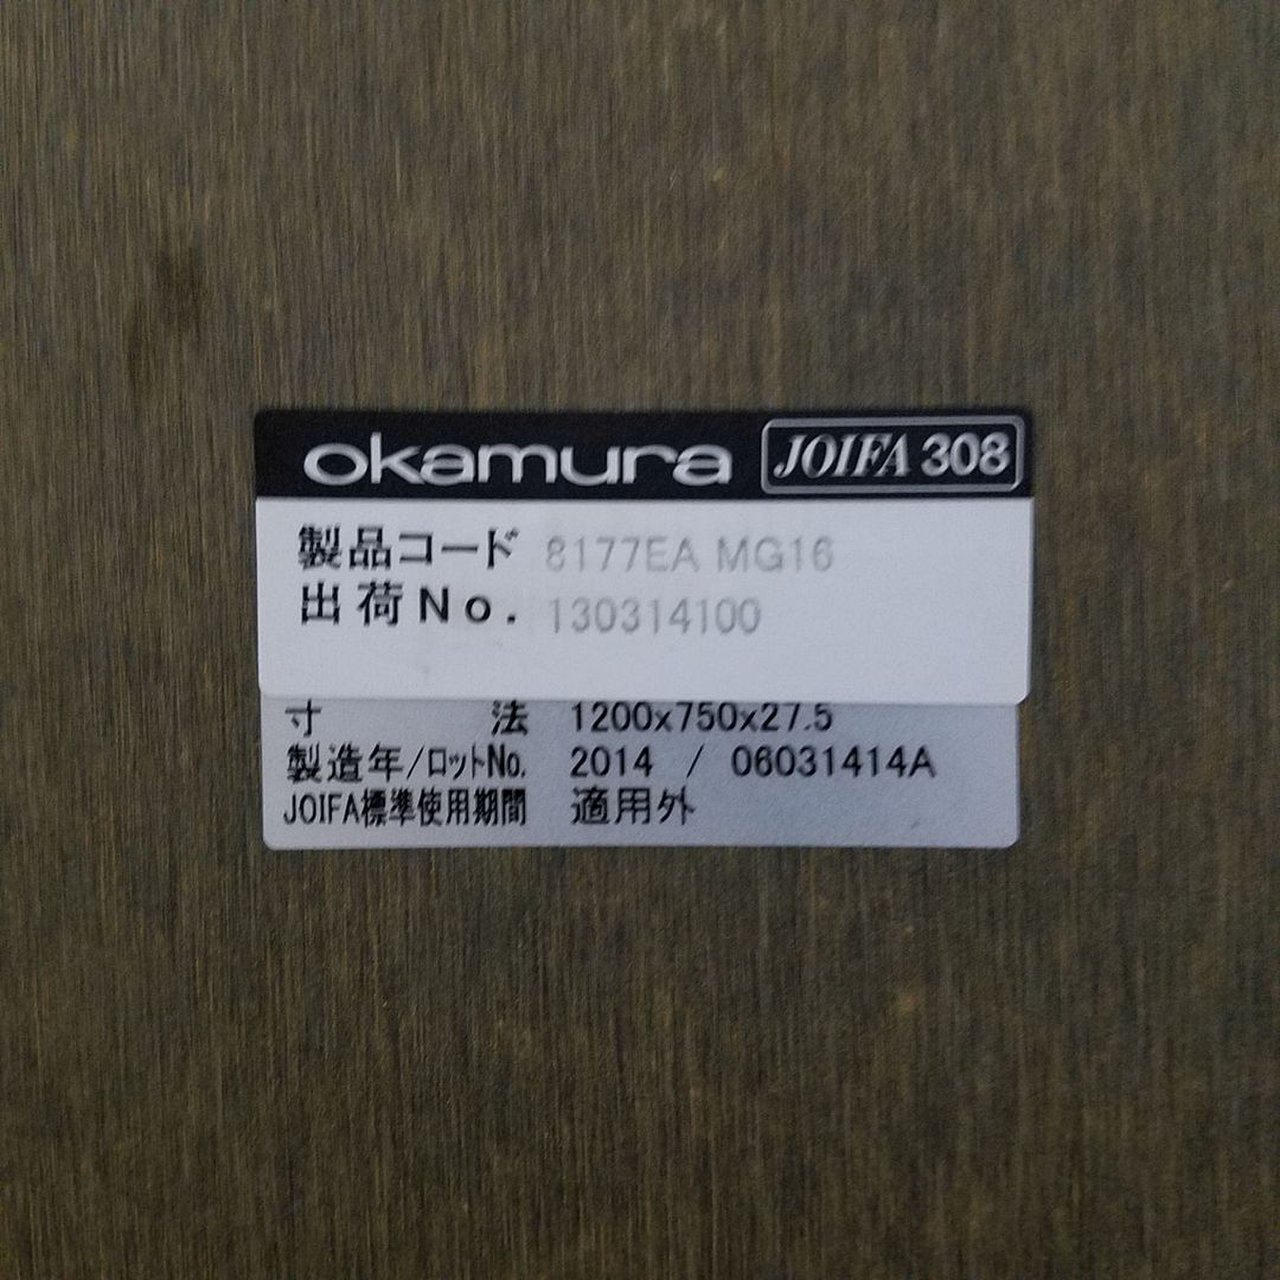 okamura JOIFA 308
製品コード 8177EA MG16
出荷No. 130314100
寸法 1200x750x27.5
製造年/ロットNo. 2014 / 06031414A
JOIFA標準使用期間 適用外